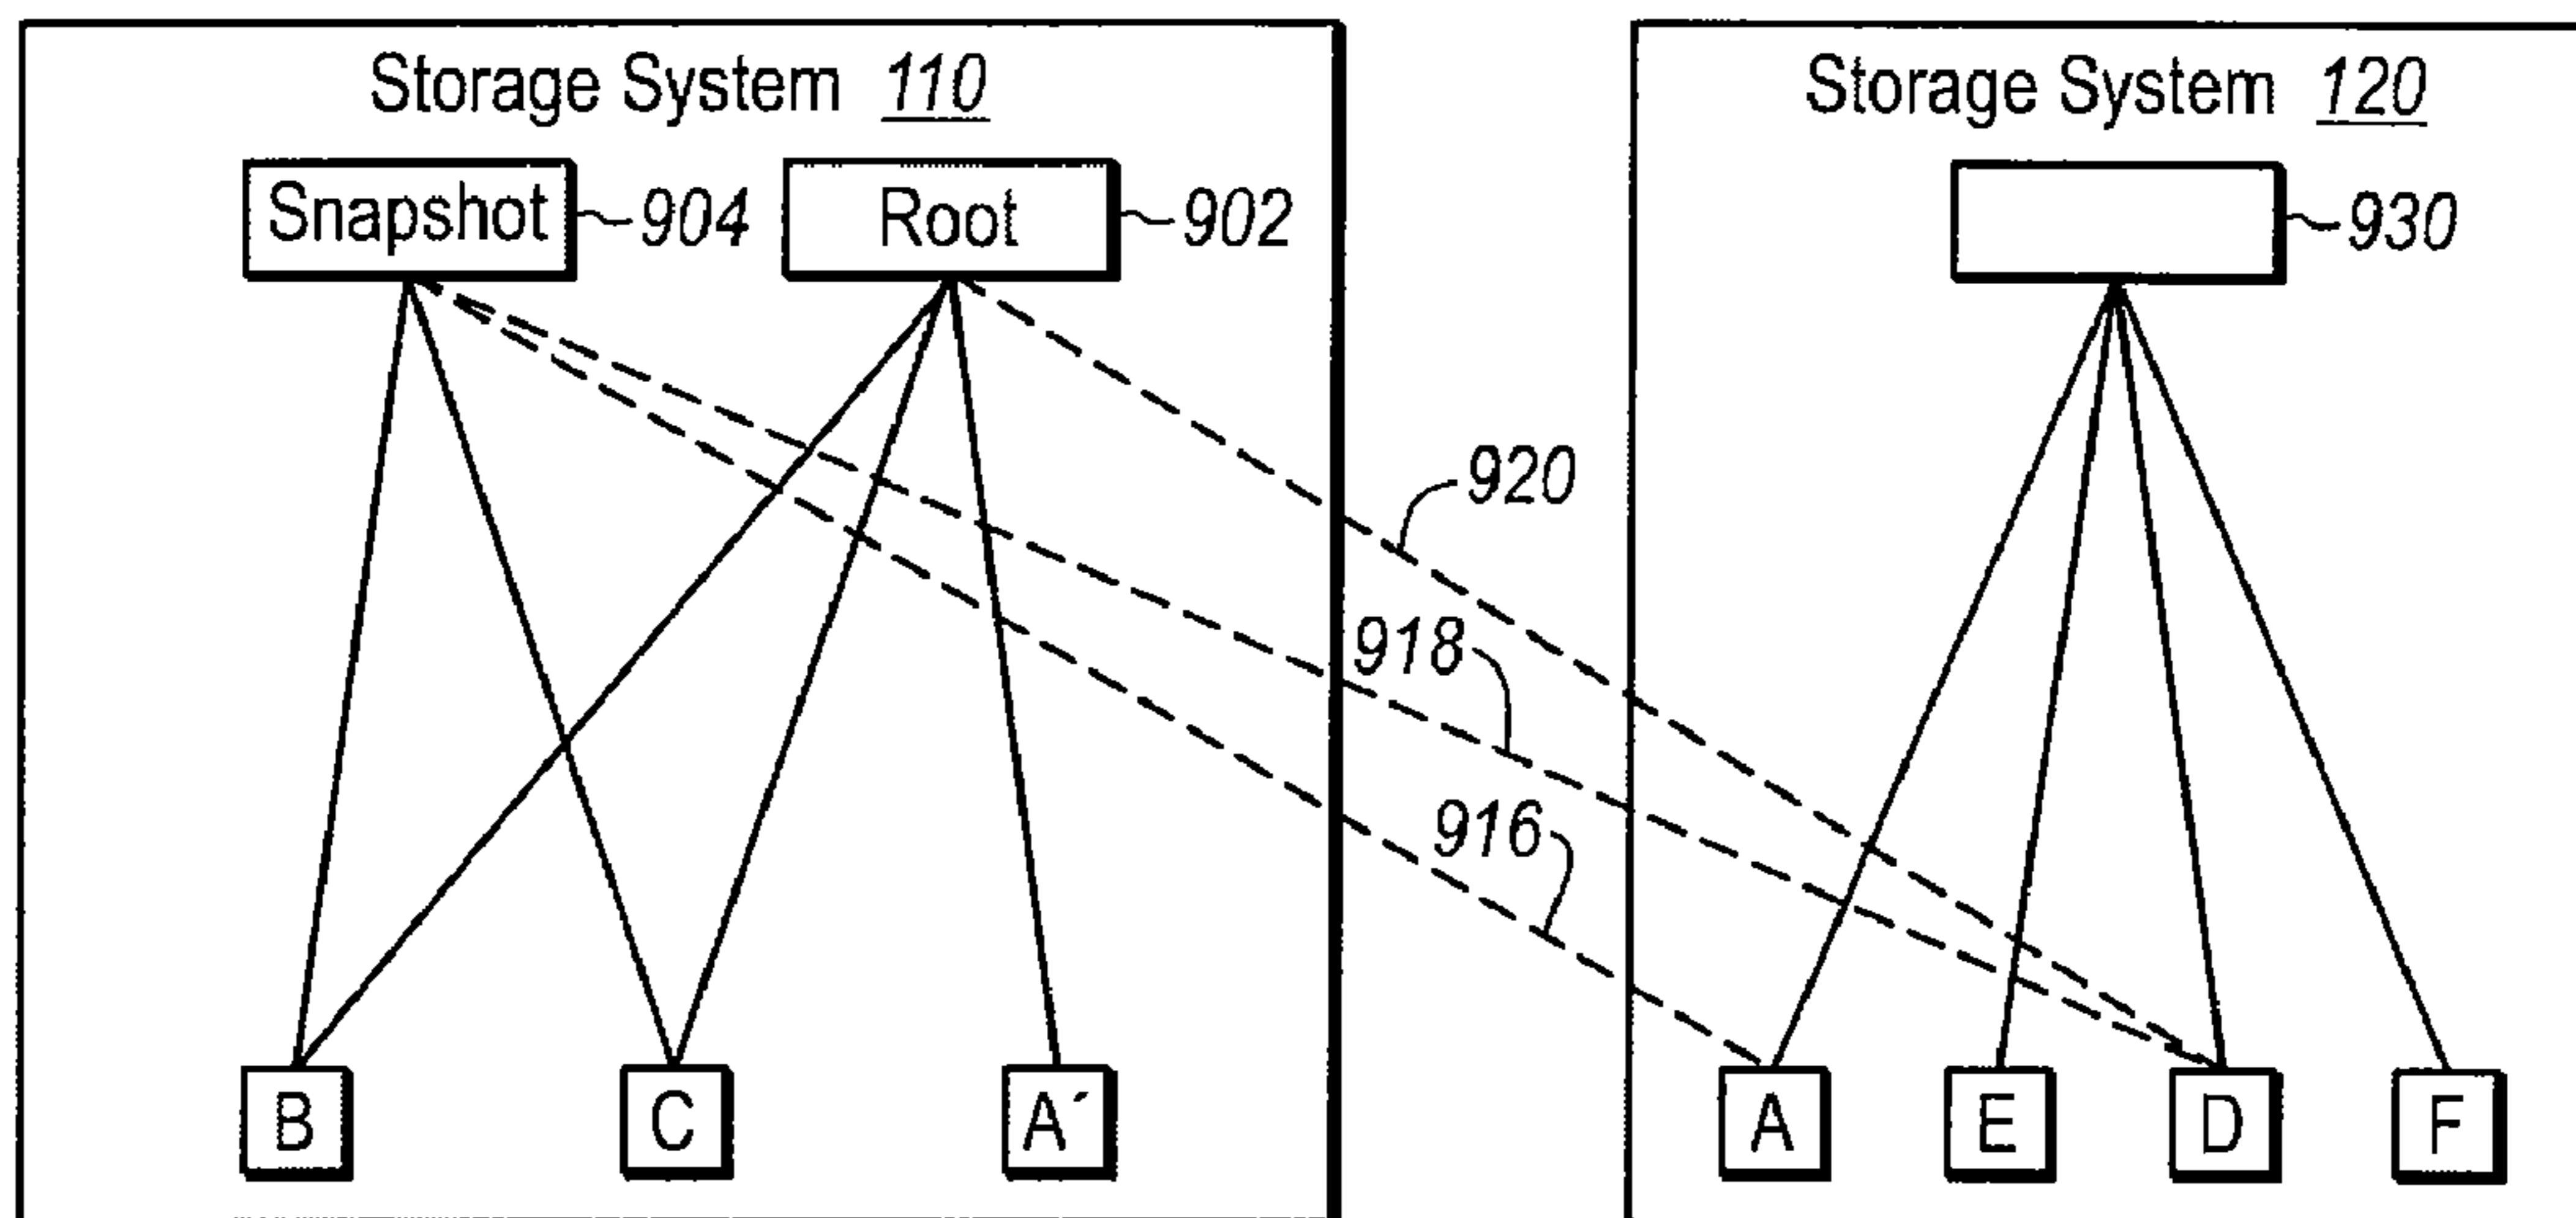 Storage System 110
Storage System 120
Snapshot
904
Root
902
930
920
918
916
B
C
A´
A
E
D
F